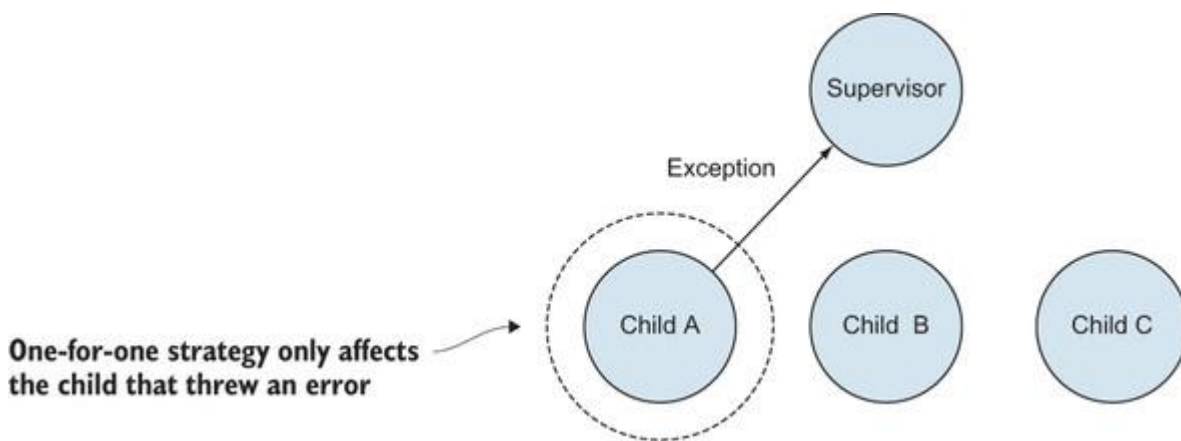 Supervisor
Exception
Child A
Child B
Child C
One-for-one strategy only affects
the child that threw an error